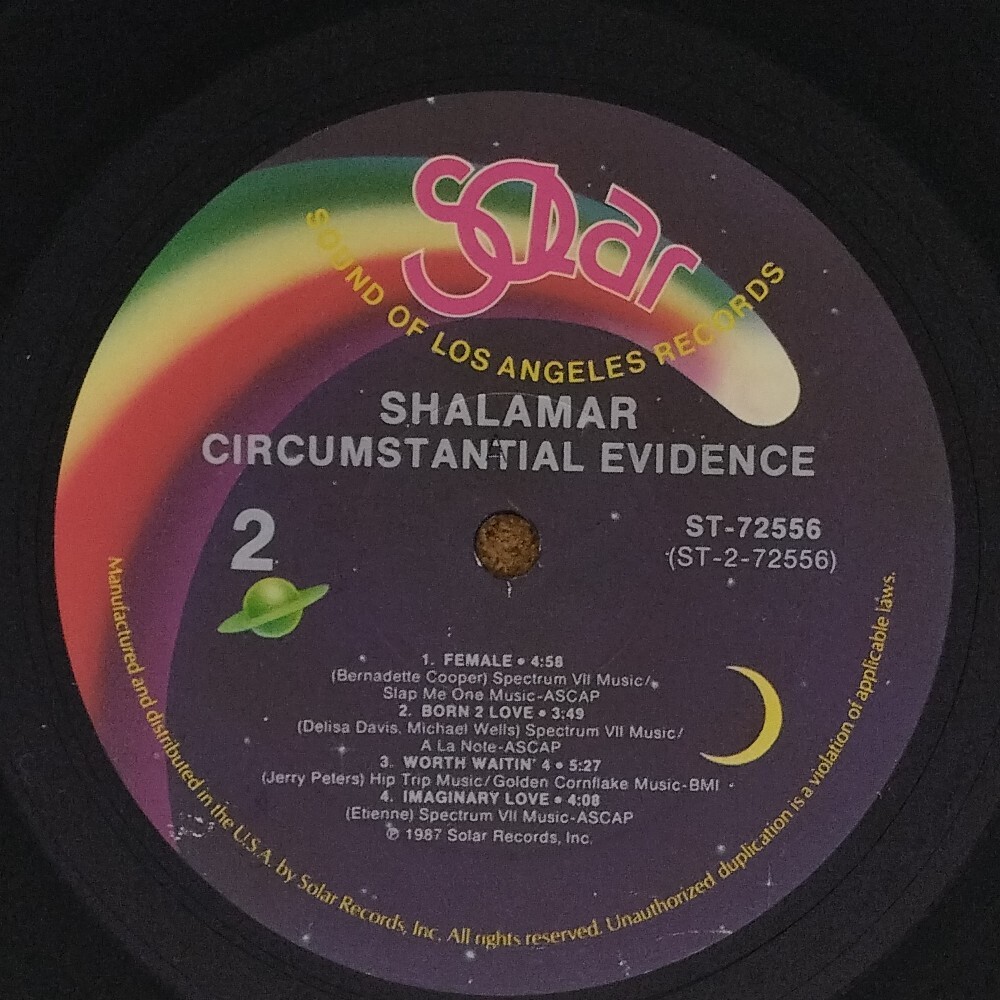 SOLAR
SOUND OF LOS ANGELES RECORDS
SHALAMAR
CIRCUMSTANTIAL EVIDENCE
2
ST-72556
(ST-2-72556)
1. FEMALE • 4:58
(Bernadette Cooper) Spectrum VII Music/
Slap Me One Music-ASCAP
2. BORN 2 LOVE • 3:49
(Delisa Davis, Michael Wells) Spectrum VII Music/
A La Note-ASCAP
3. WORTH WAITIN' 4 • 5:27
(Jerry Peters) Hip Trip Music/Golden Cornflake Music-BMI
4. IMAGINARY LOVE • 4:08
(Etienne) Spectrum VII Music-ASCAP
℗ 1987 Solar Records, Inc.
Manufactured and distributed in the U.S.A. by Solar Records, Inc. All rights reserved. Unauthorized duplication is a violation of applicable laws.